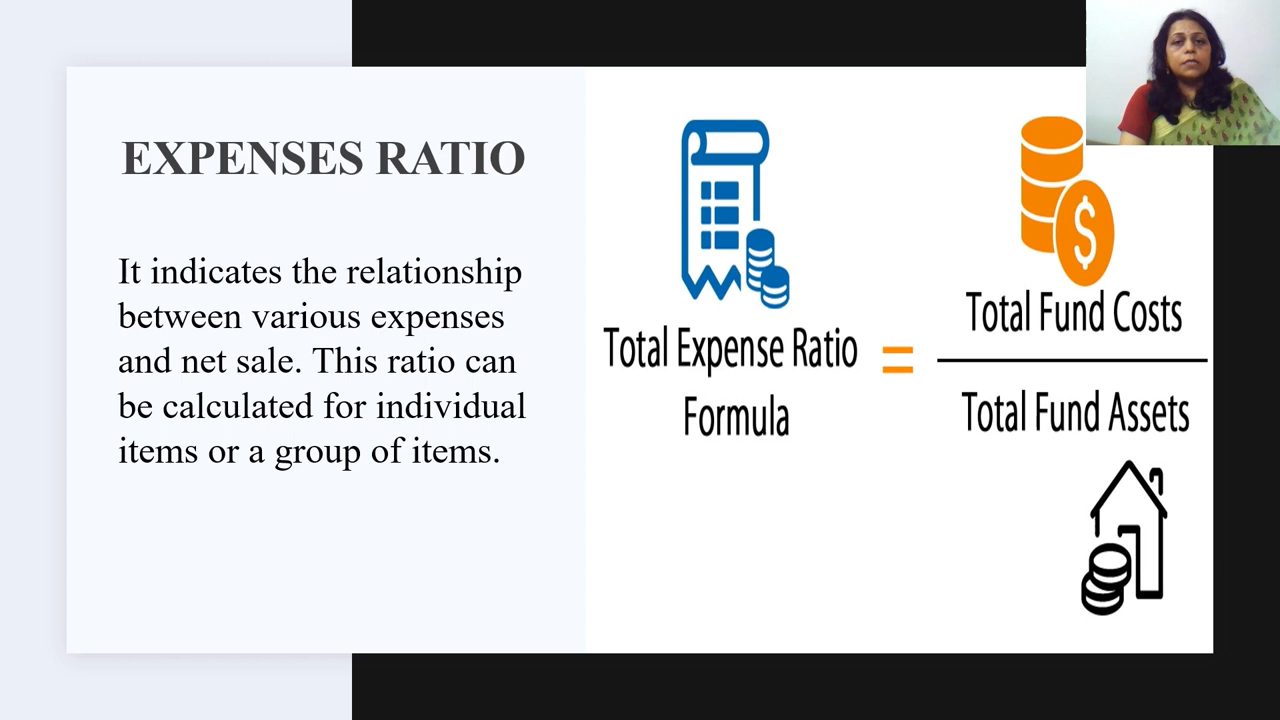 EXPENSES RATIO
It indicates the relationship
between various expenses
and net sale. This ratio can
be calculated for individual
items or a group of items.
Total Expense Ratio
Formula
=
$
Total Fund Costs
Total Fund Assets